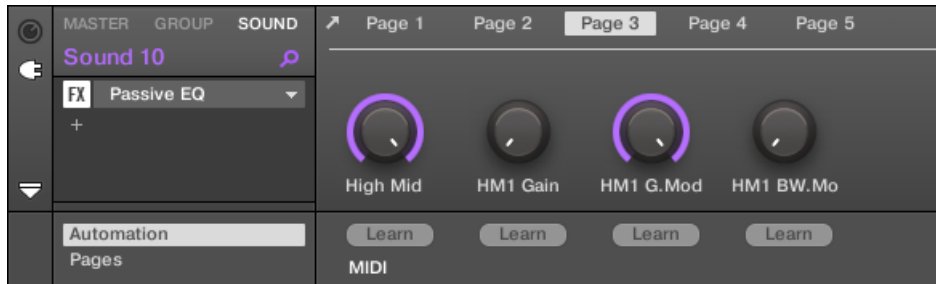 MASTER GROUP SOUND
Sound 10
FX Passive EQ
+
Page 1 Page 2 Page 3 Page 4 Page 5
High Mid HM1 Gain HM1 G.Mod HM1 BW.Mo
Automation
Pages
Learn Learn Learn Learn
MIDI